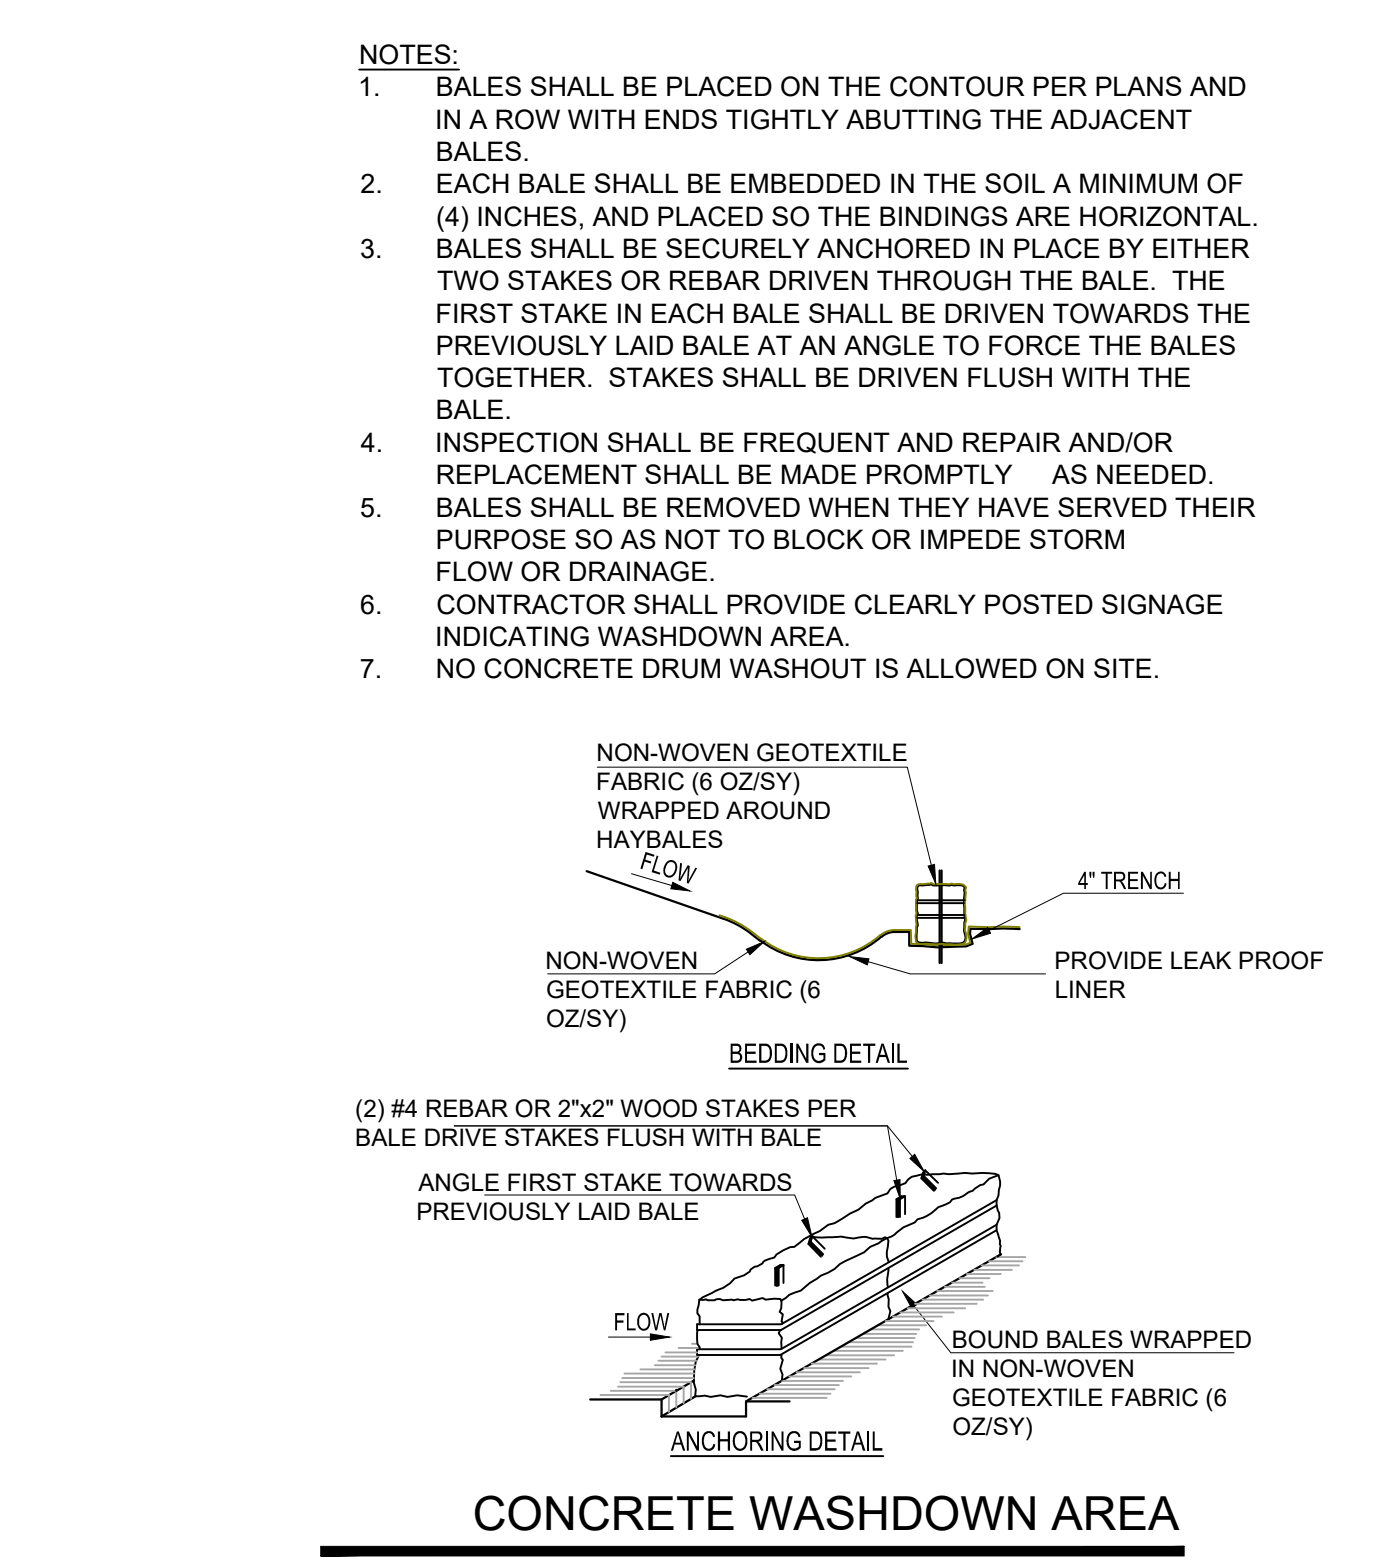 NOTES:
1. BALES SHALL BE PLACED ON THE CONTOUR PER PLANS AND
IN A ROW WITH ENDS TIGHTLY ABUTTING THE ADJACENT
BALES.
2. EACH BALE SHALL BE EMBEDDED IN THE SOIL A MINIMUM OF
(4) INCHES, AND PLACED SO THE BINDINGS ARE HORIZONTAL.
3. BALES SHALL BE SECURELY ANCHORED IN PLACE BY EITHER
TWO STAKES OR REBAR DRIVEN THROUGH THE BALE. THE
FIRST STAKE IN EACH BALE SHALL BE DRIVEN TOWARDS THE
PREVIOUSLY LAID BALE AT AN ANGLE TO FORCE THE BALES
TOGETHER. STAKES SHALL BE DRIVEN FLUSH WITH THE
BALE.
4. INSPECTION SHALL BE FREQUENT AND REPAIR AND/OR
REPLACEMENT SHALL BE MADE PROMPTLY AS NEEDED.
5. BALES SHALL BE REMOVED WHEN THEY HAVE SERVED THEIR
PURPOSE SO AS NOT TO BLOCK OR IMPEDE STORM
FLOW OR DRAINAGE.
6. CONTRACTOR SHALL PROVIDE CLEARLY POSTED SIGNAGE
INDICATING WASHDOWN AREA.
7. NO CONCRETE DRUM WASHOUT IS ALLOWED ON SITE.
NON-WOVEN GEOTEXTILE
FABRIC (6 OZ/SY)
WRAPPED AROUND
HAYBALES
FLOW
4" TRENCH
NON-WOVEN
GEOTEXTILE FABRIC (6
OZ/SY)
PROVIDE LEAK PROOF
LINER
BEDDING DETAIL
(2) #4 REBAR OR 2"x2" WOOD STAKES PER
BALE DRIVE STAKES FLUSH WITH BALE
ANGLE FIRST STAKE TOWARDS
PREVIOUSLY LAID BALE
FLOW
BOUND BALES WRAPPED
IN NON-WOVEN
GEOTEXTILE FABRIC (6
OZ/SY)
ANCHORING DETAIL
CONCRETE WASHDOWN AREA